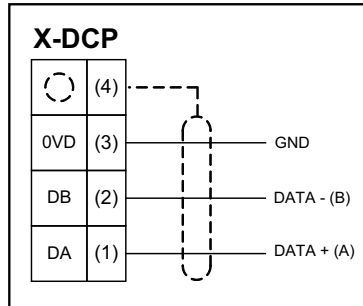 X-DCP
(4)
0VD (3) GND
DB (2) DATA - (B)
DA (1) DATA + (A)